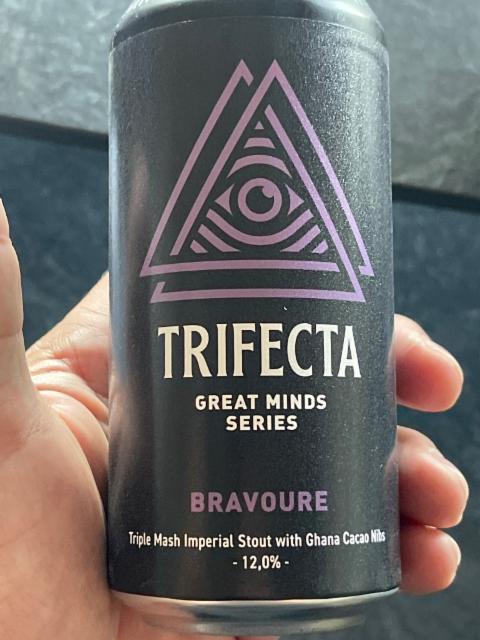 TRIFECTA
GREAT MINDS
SERIES
BRAVOURE
Triple Mash Imperial Stout with Ghana Cacao Nibs
- 12,0% -